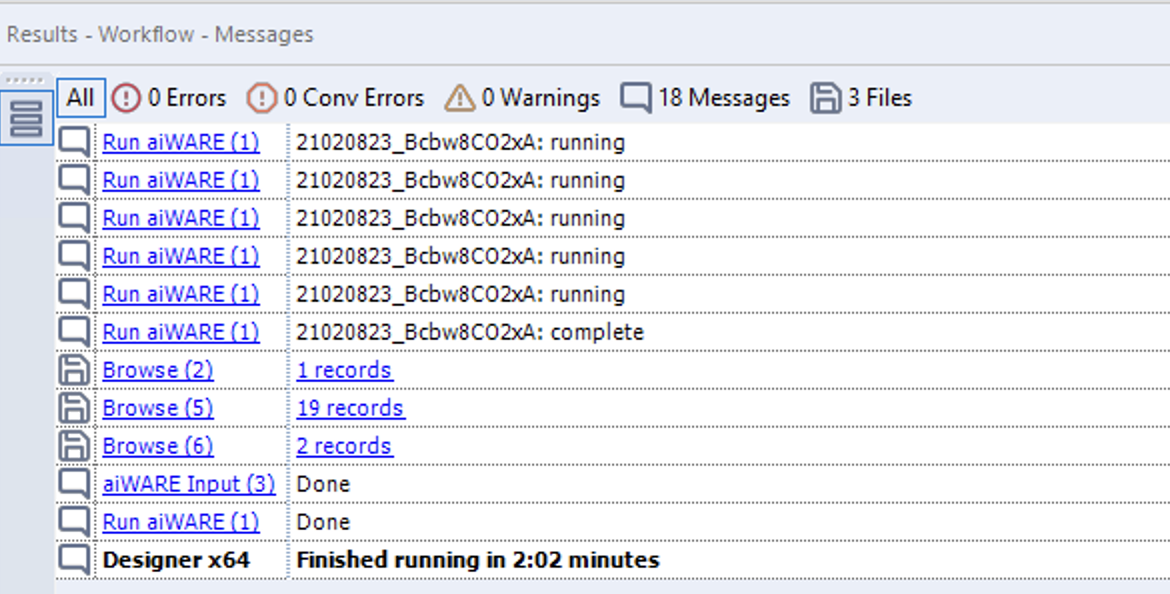 Results - Workflow - Messages
All 0 Errors 0 Conv Errors 0 Warnings 18 Messages 3 Files
Run aiWARE (1) 21020823_Bcbw8CO2xA: running
Run aiWARE (1) 21020823_Bcbw8CO2xA: running
Run aiWARE (1) 21020823_Bcbw8CO2xA: running
Run aiWARE (1) 21020823_Bcbw8CO2xA: running
Run aiWARE (1) 21020823_Bcbw8CO2xA: running
Run aiWARE (1) 21020823_Bcbw8CO2xA: complete
Browse (2) 1 records
Browse (5) 19 records
Browse (6) 2 records
aiWARE Input (3) Done
Run aiWARE (1) Done
Designer x64 Finished running in 2:02 minutes